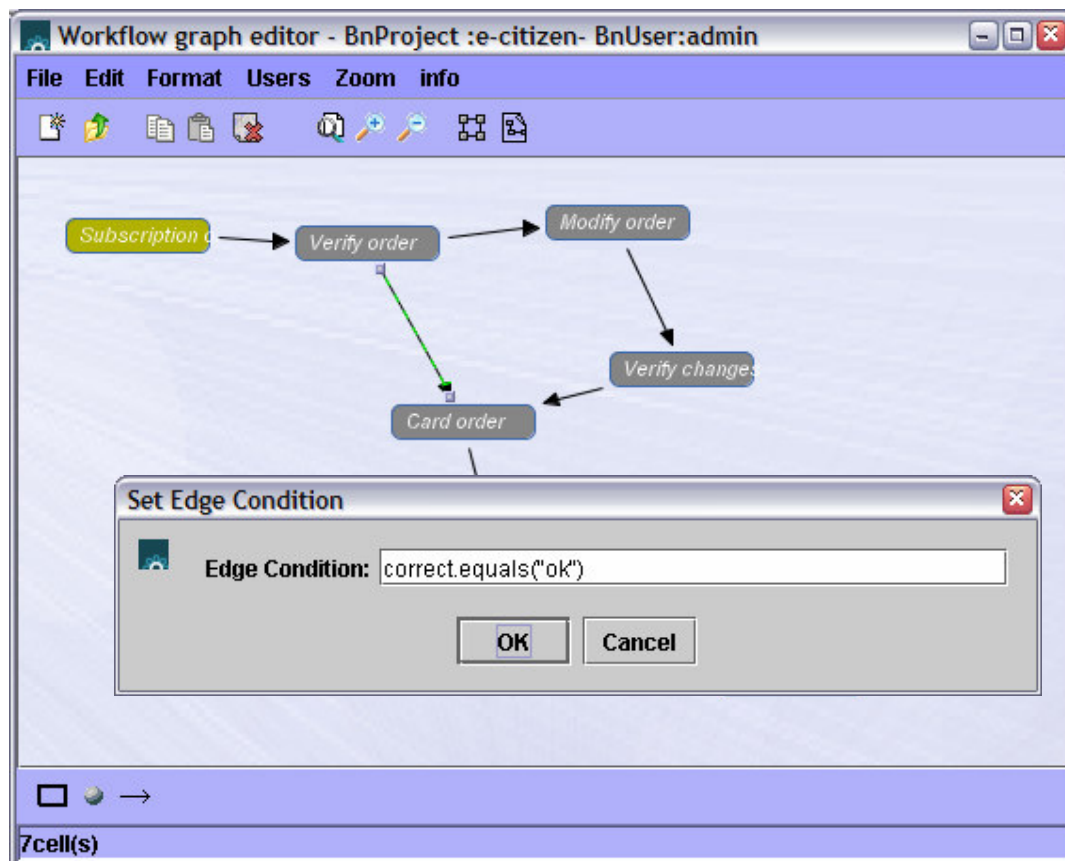 Workflow graph editor - BnProject :e-citizen- BnUser:admin
File Edit Format Users Zoom info
Subscription
Verify order
Modify order
Verify changes
Card order
Set Edge Condition
Edge Condition: correct.equals("ok")
OK Cancel
7cell(s)